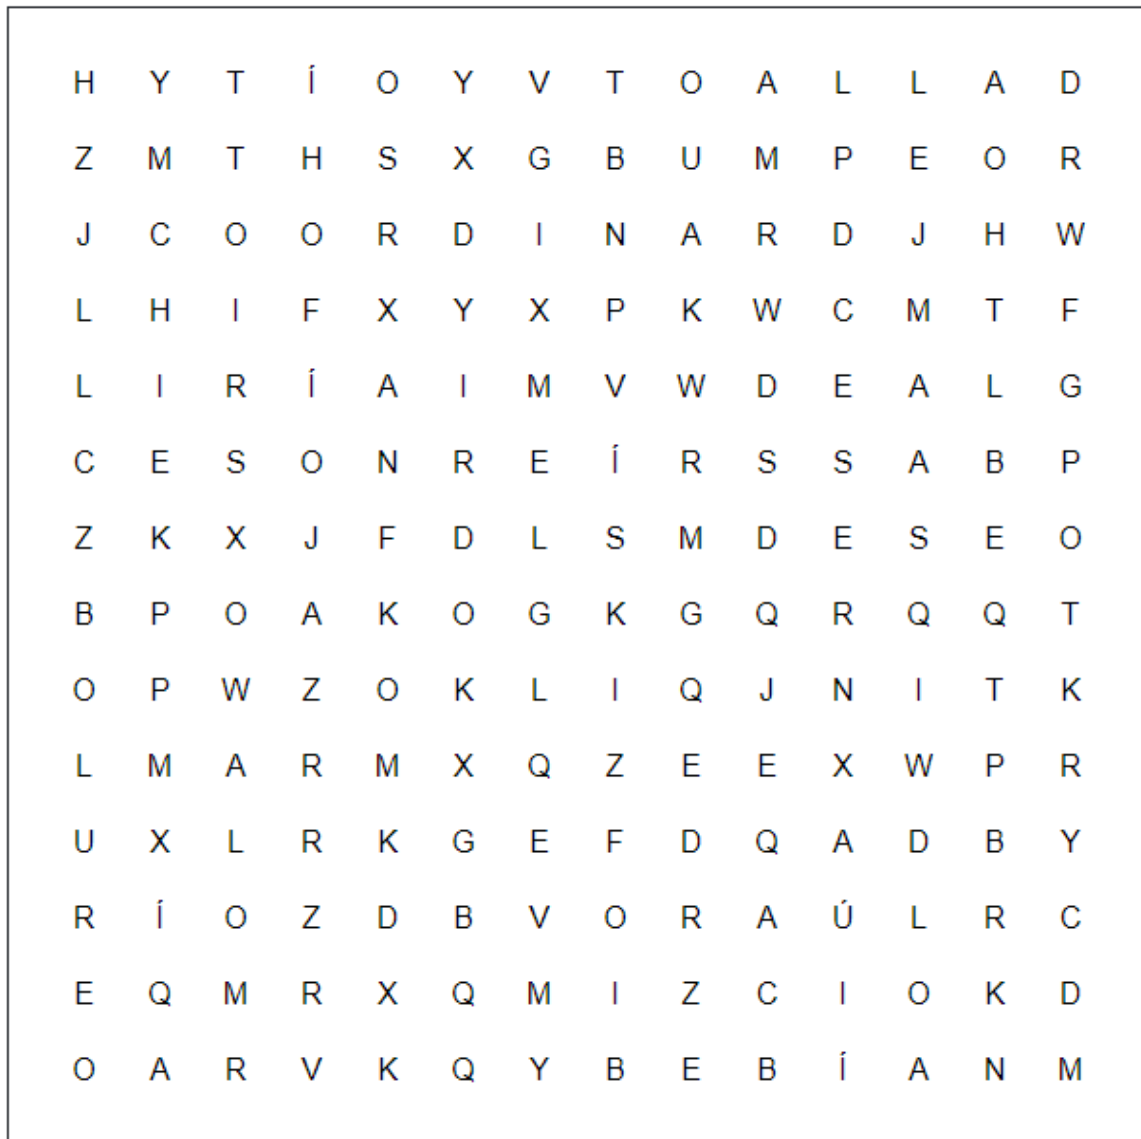 H Y T Í O Y V T O A L L A D
Z M T H S X G B U M P E O R
J C O O R D I N A R D J H W
L H I F X Y X P K W C M T F
L I R Í A I M V W D E A L G
C E S O N R E Í R S S A B P
Z K X J F D L S M D E S E O
B P O A K O G K G Q R Q Q T
O P W Z O K L I Q J N I T K
L M A R M X Q Z E E X W P R
U X L R K G E F D Q A D B Y
R Í O Z D B V O R A Ú L R C
E Q M R X Q M I Z C I O K D
O A R V K Q Y B E B Í A N M